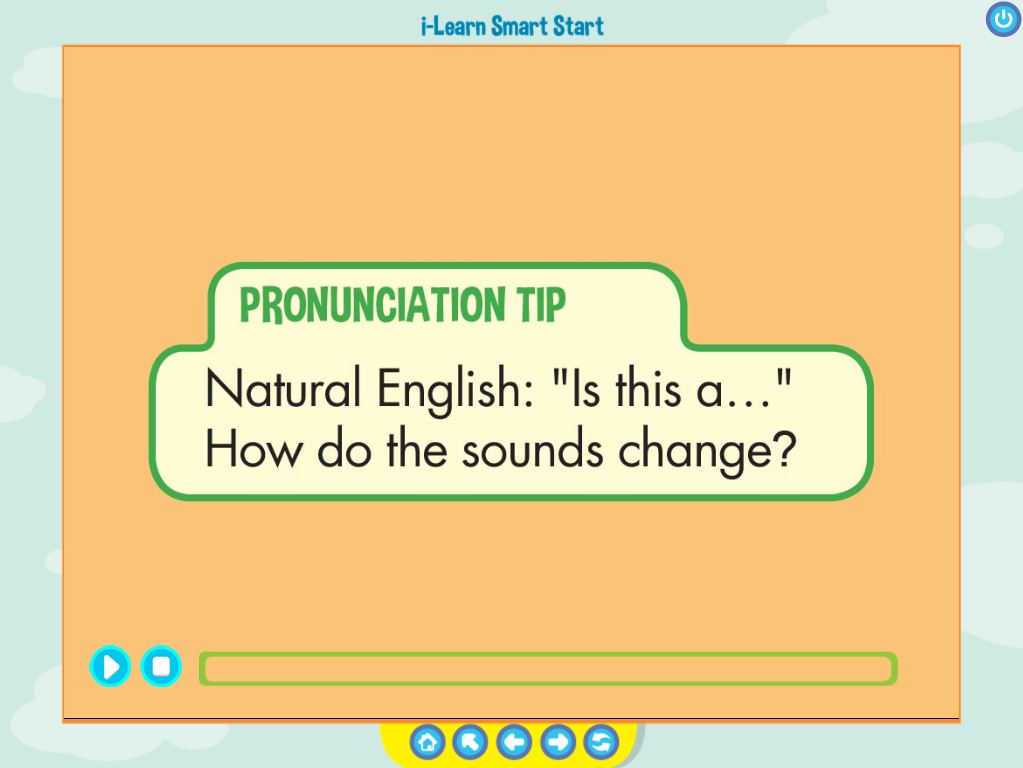 i-Learn Smart Start
PRONUNCIATION TIP
Natural English: "Is this a..."
How do the sounds change?